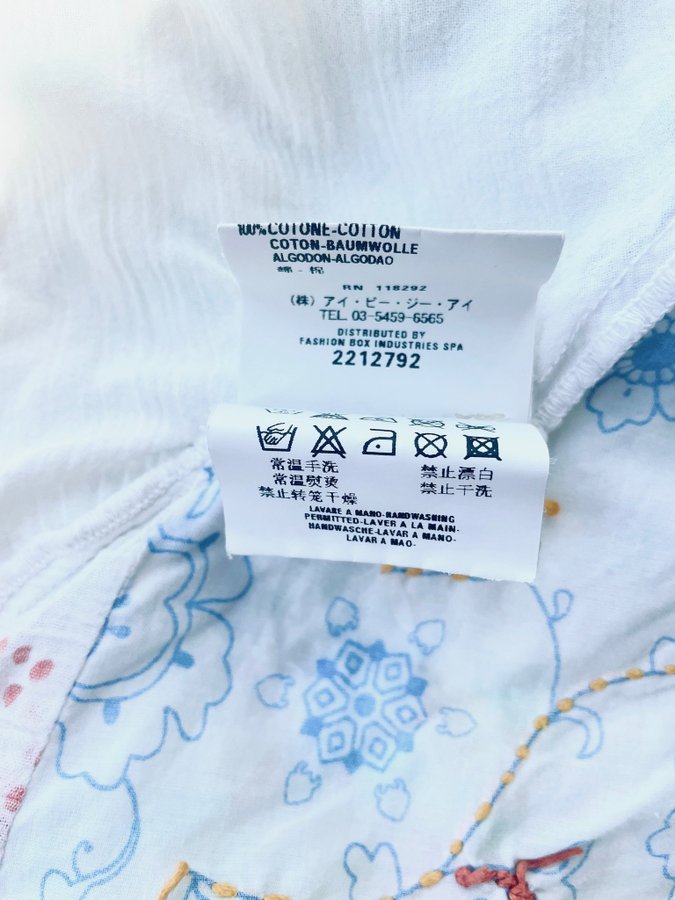 100% COTONE-COTTON
COTON-BAUMWOLLE
ALGODON-ALGODAO
綿 - 棉
RN 118292
(株) アイ・ビー・ジー・アイ
TEL 03-5459-6565
DISTRIBUTED BY
FASHION BOX INDUSTRIES SPA
2212792
常温手洗 禁止漂白
常温熨烫 禁止干洗
禁止转笼干燥
LAVARE A MANO-HANDWASHING
PERMITTED-LAVER A LA MAIN-
HANDWASCHE-LAVAR A MANO-
LAVAR A MAO-